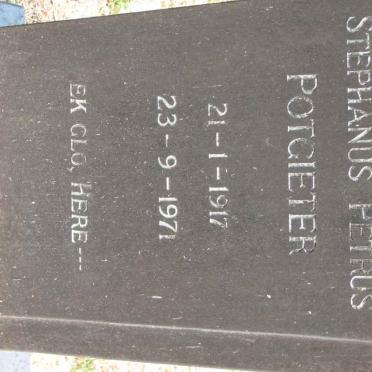 STEPHANUS PETRUS
POTGIETER
21-1-1917
23-9-1971
EK GLO, HERE---